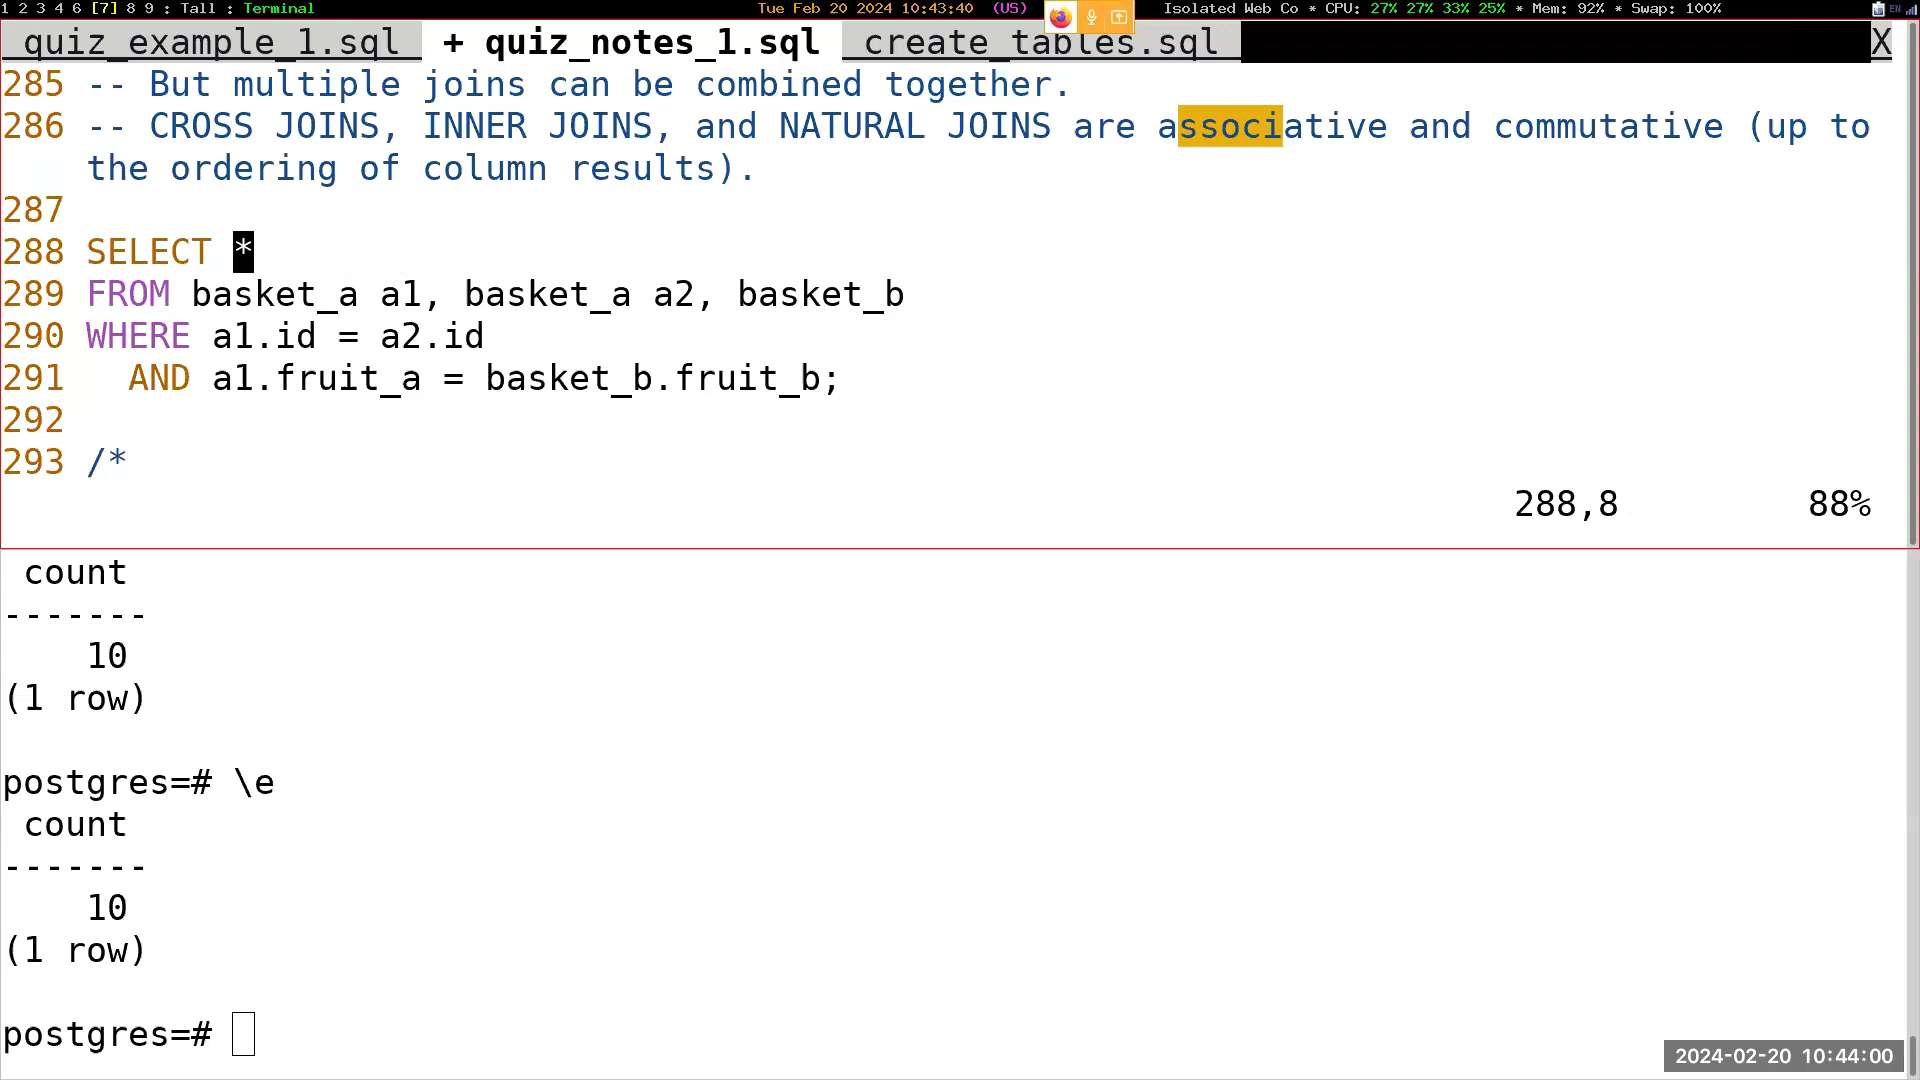 1 2 3 4 6 [7] 8 9 : Tall : Terminal Tue Feb 20 2024 10:43:40 (US) Isolated Web Co * CPU: 27% 27% 33% 25% * Mem: 92% * Swap: 100% EN
quiz_example_1.sql + quiz_notes_1.sql create_tables.sql X
285 -- But multiple joins can be combined together.
286 -- CROSS JOINS, INNER JOINS, and NATURAL JOINS are associative and commutative (up to
the ordering of column results).
287
288 SELECT *
289 FROM basket_a a1, basket_a a2, basket_b
290 WHERE a1.id = a2.id
291   AND a1.fruit_a = basket_b.fruit_b;
292
293 /*
288,8 88%
count
-------
10
(1 row)
postgres=# \e
count
-------
10
(1 row)
postgres=#
2024-02-20 10:44:00